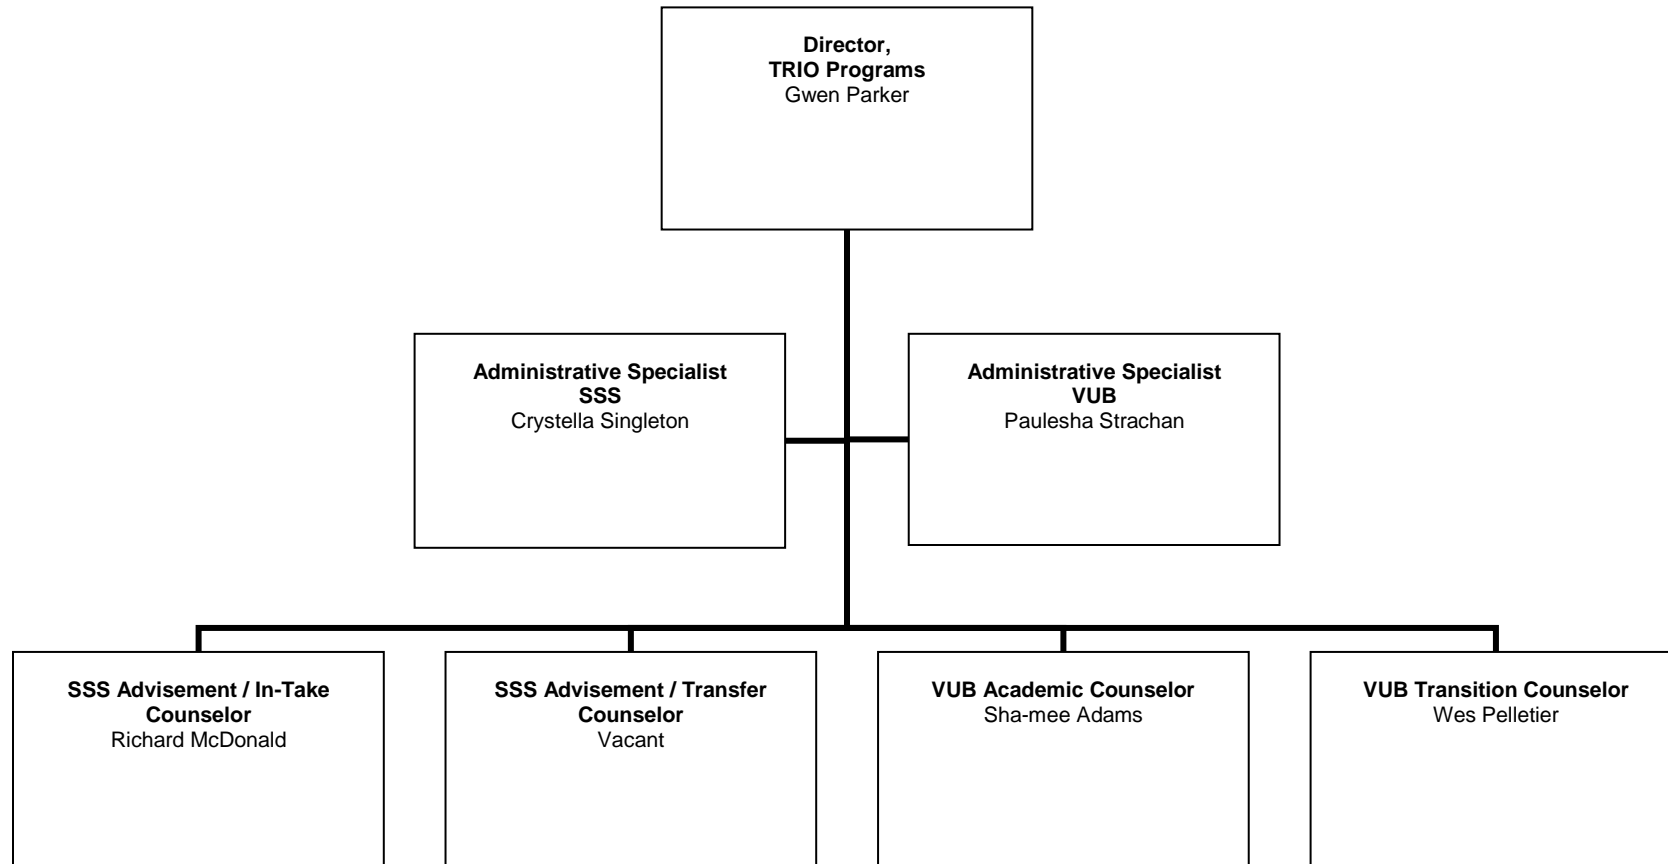 Director,
TRIO Programs
Gwen Parker
Administrative Specialist
SSS
Crystella Singleton
Administrative Specialist
VUB
Paulesha Strachan
SSS Advisement / In-Take
Counselor
Richard McDonald
SSS Advisement / Transfer
Counselor
Vacant
VUB Academic Counselor
Sha-mee Adams
VUB Transition Counselor
Wes Pelletier